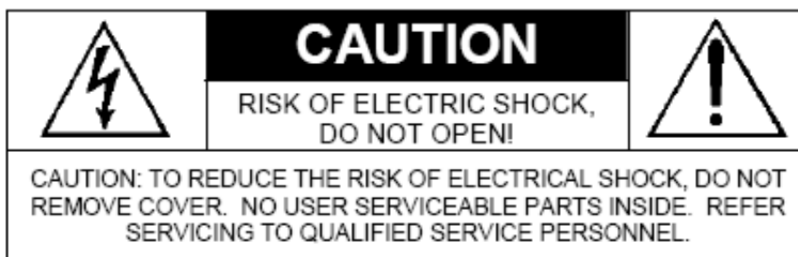 CAUTION
RISK OF ELECTRIC SHOCK,
DO NOT OPEN!
CAUTION: TO REDUCE THE RISK OF ELECTRICAL SHOCK, DO NOT
REMOVE COVER. NO USER SERVICEABLE PARTS INSIDE. REFER
SERVICING TO QUALIFIED SERVICE PERSONNEL.